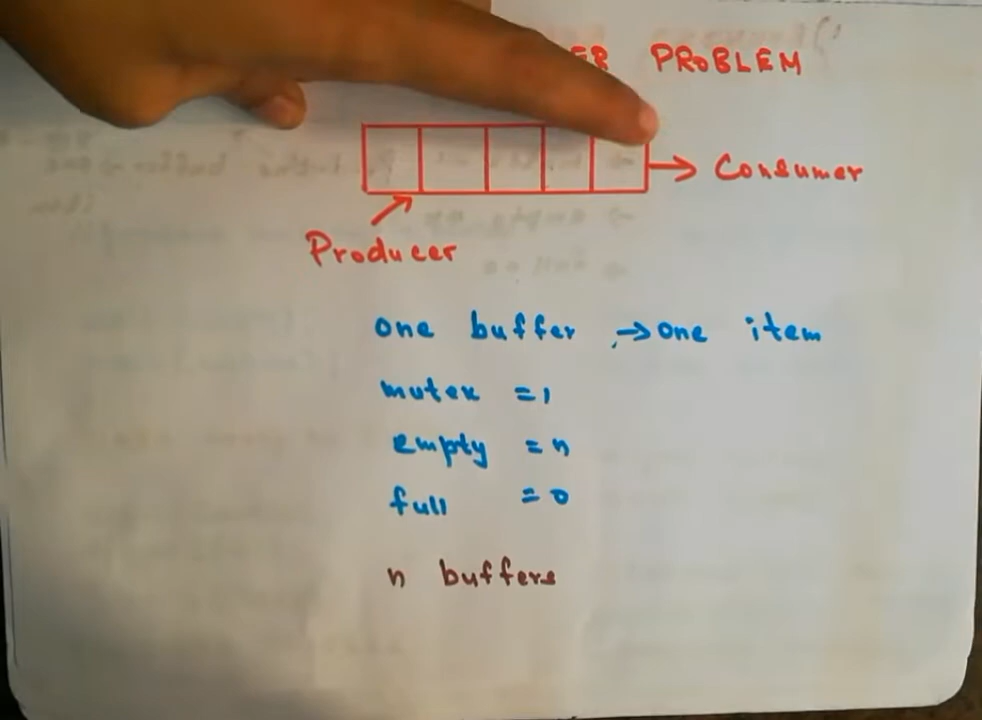 PROBLEM
Consumer
Producer
one buffer → one item
mutex = 1
empty = n
full = 0
n buffers